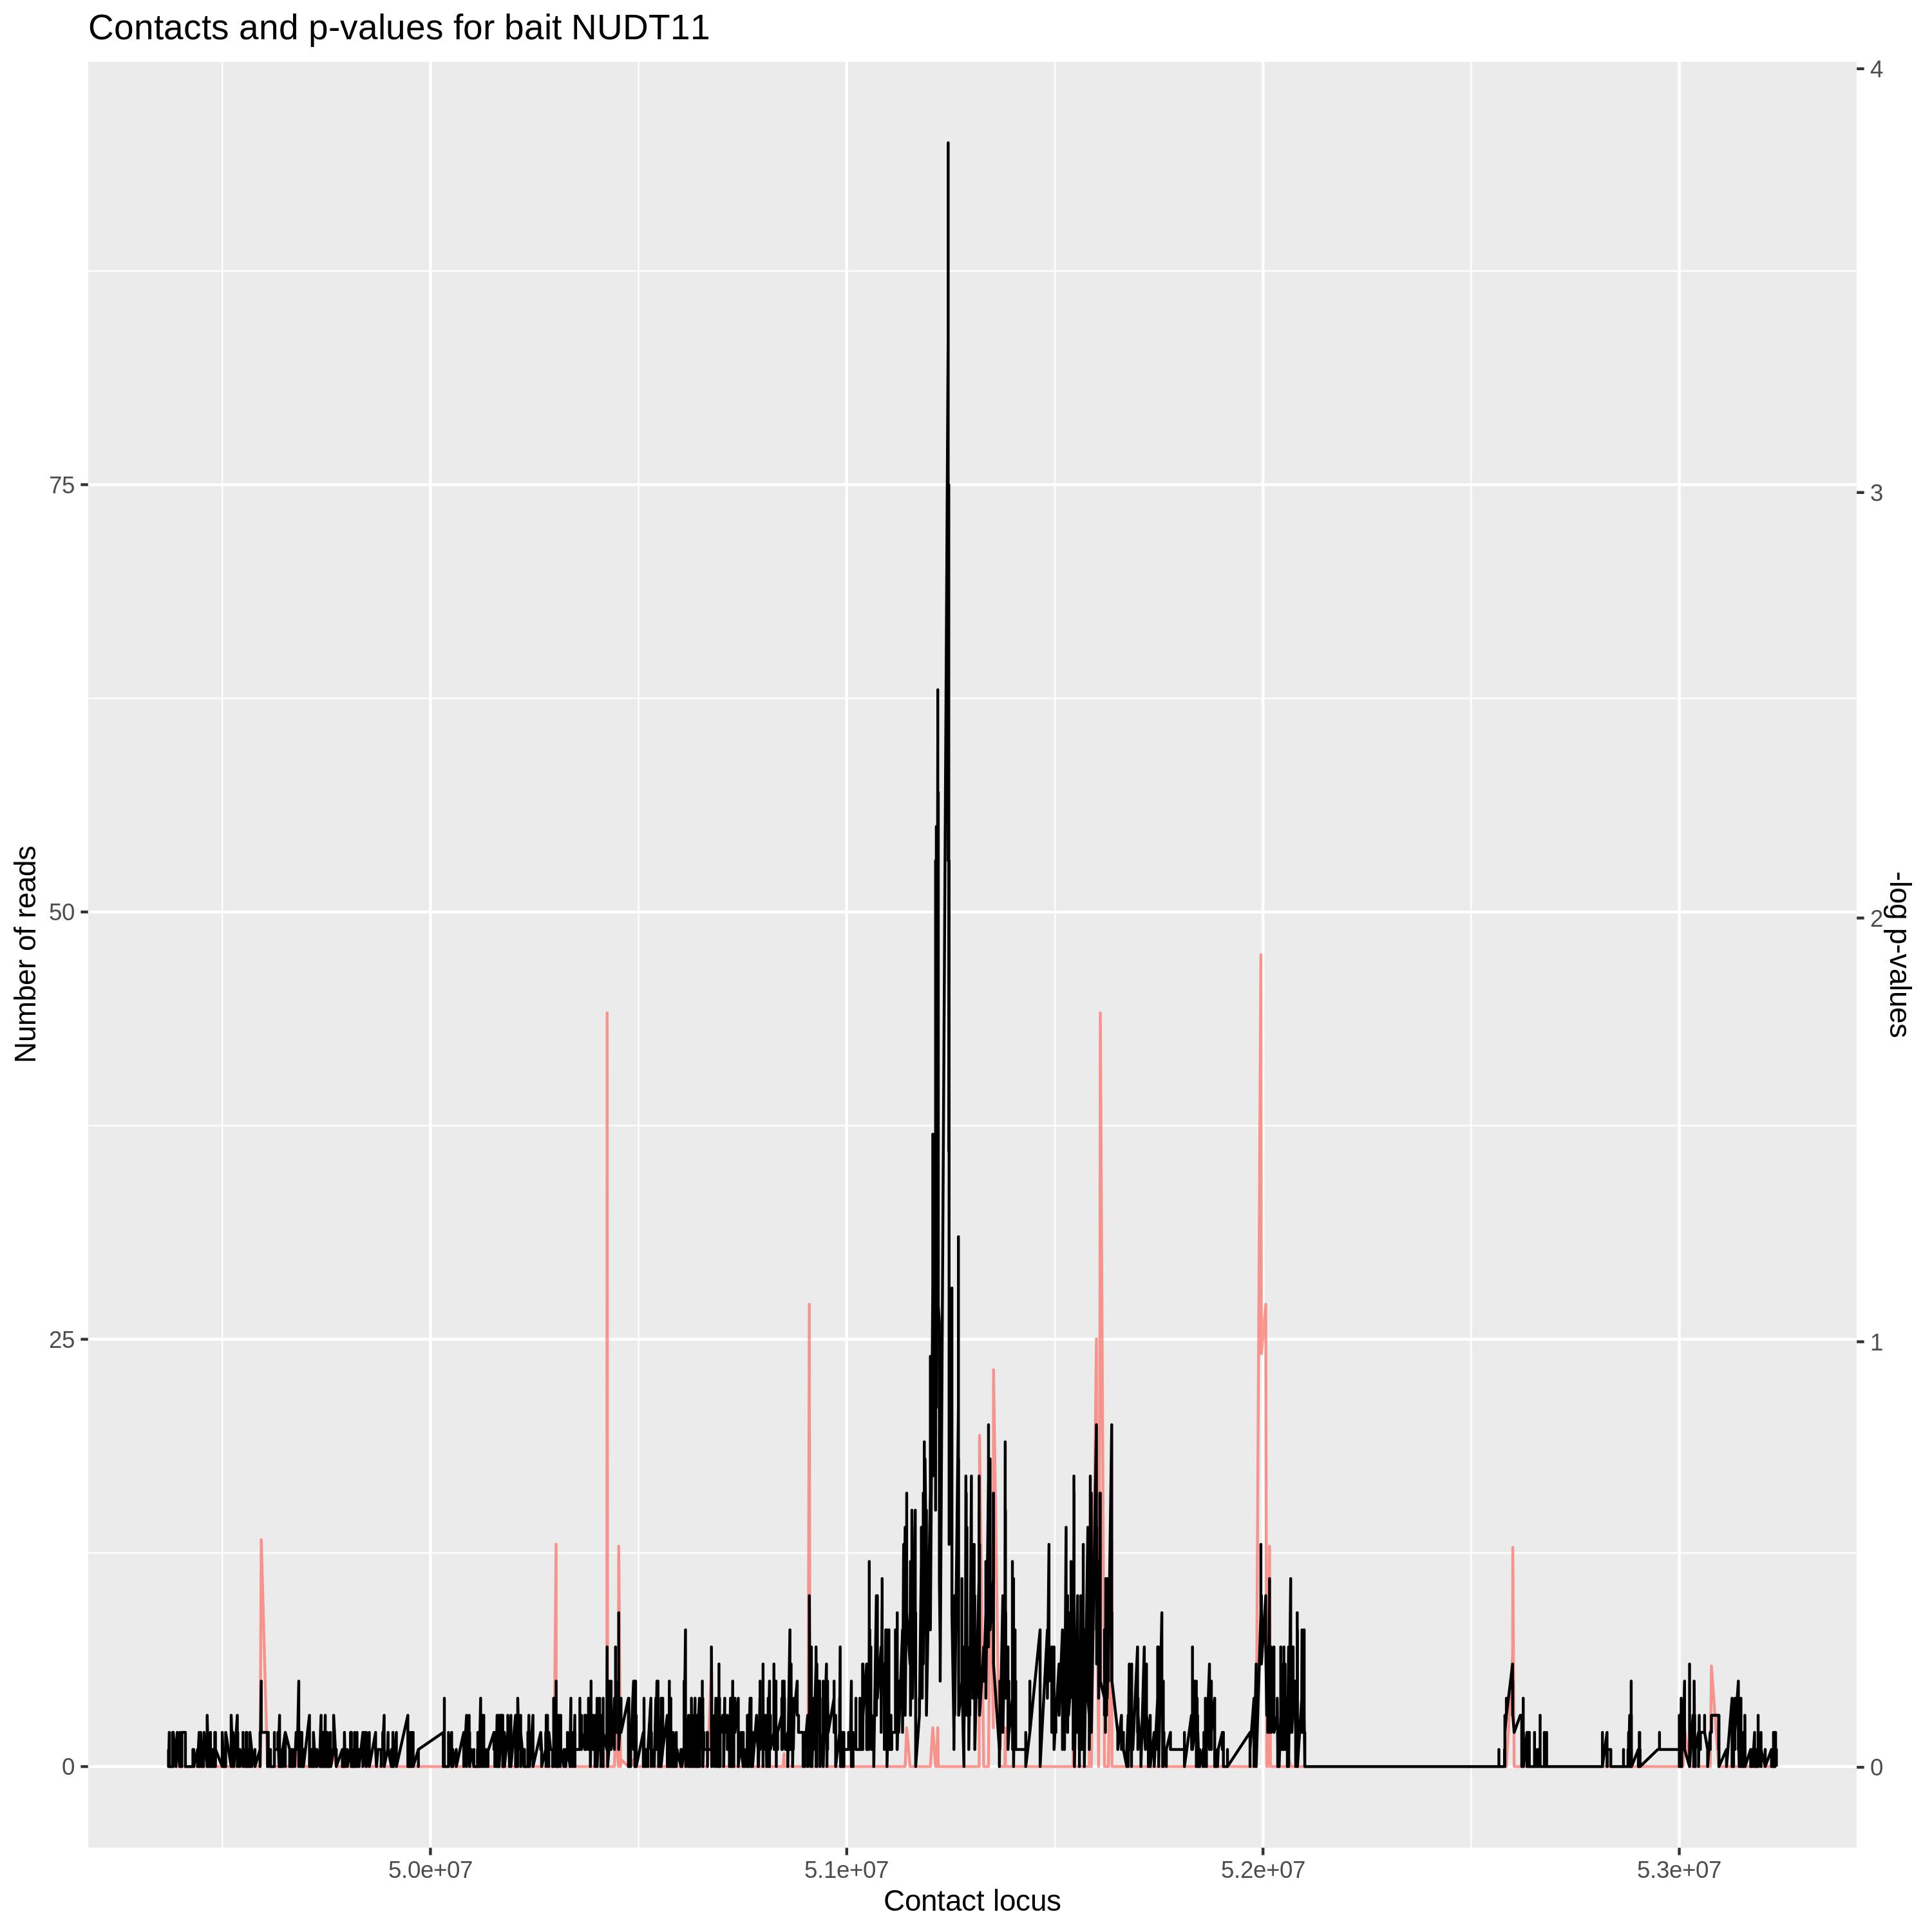 Contacts and p-values for bait NUDT11
Number of reads
75
50
25
0
4
3
2
1
0
-log p-values
5.0e+07
5.1e+07
5.2e+07
5.3e+07
Contact locus